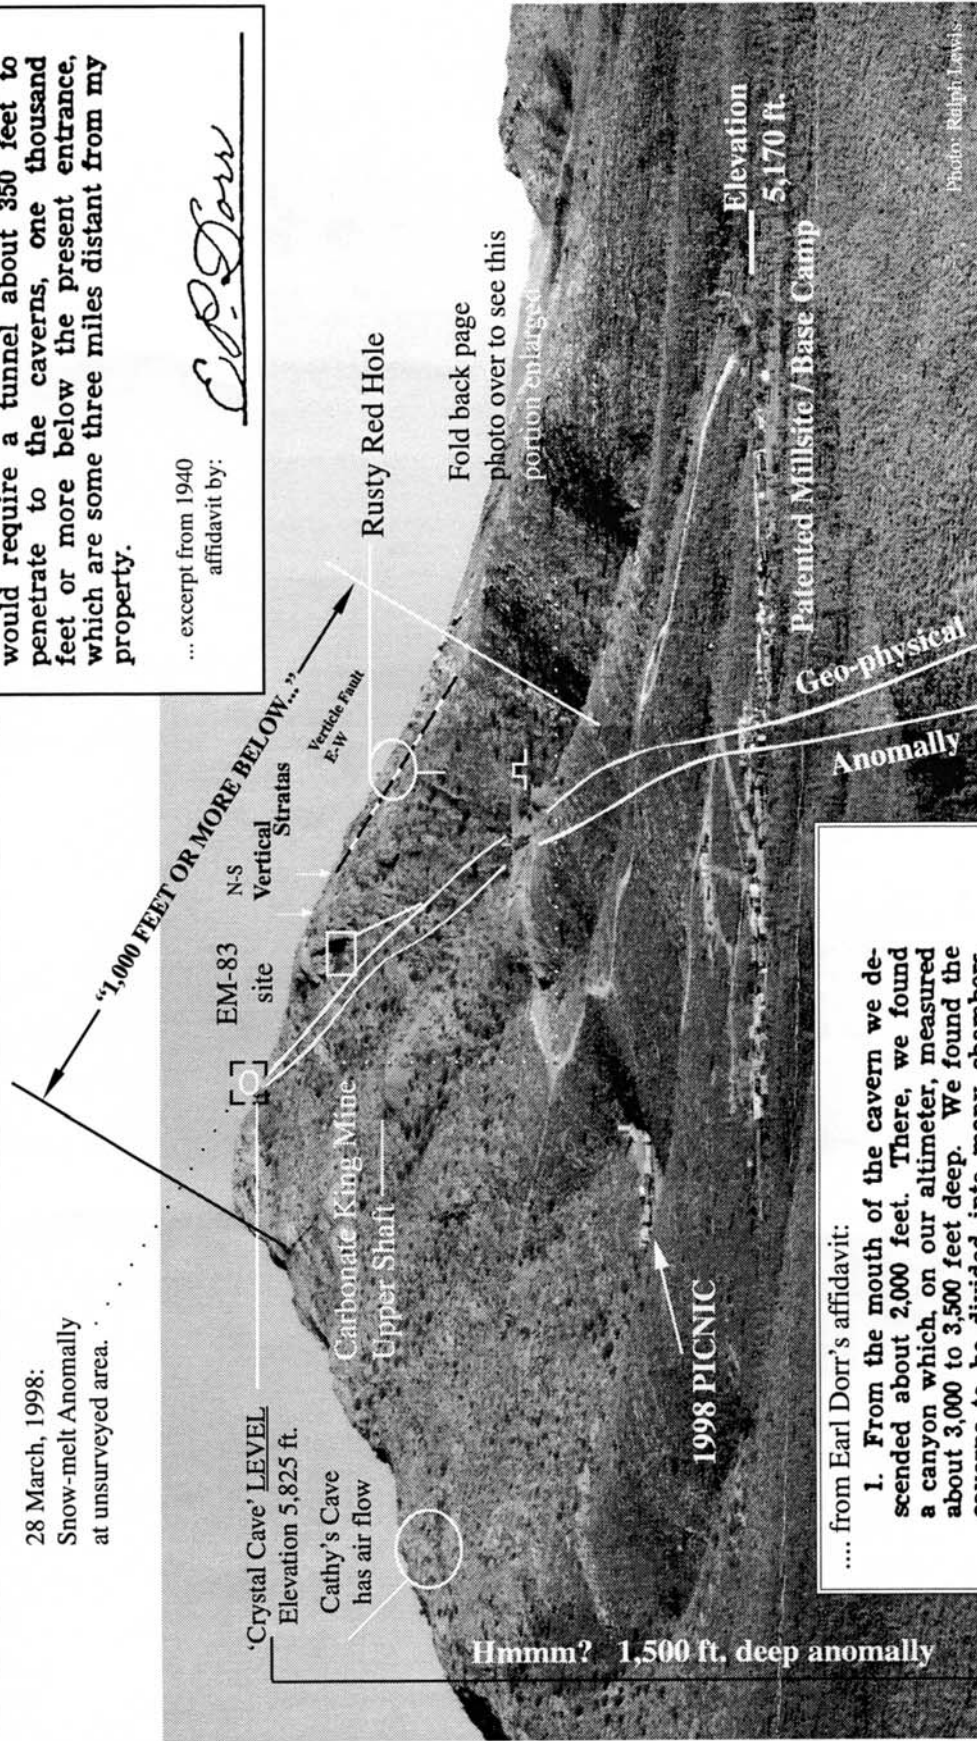 28 March, 1998:
Snow-melt Anomally
at unsurveyed area.
would require a tunnel about 350 feet to
penetrate to the caverns, one thousand
feet or more below the present entrance,
which are some three miles distant from my
property.
.... excerpt from 1940
affidavit by:
E.P. Dorr
"1,000 FEET OR MORE BELOW..."
'Crystal Cave' LEVEL
Elevation 5,825 ft.
Cathy's Cave
has air flow
EM-83
site
N-S
Vertical
Stratas
Verticle Fault
E-W
Rusty Red Hole
Fold back page
photo over to see this
portion enlarged
Carbonate King Mine
Upper Shaft
1998 PICNIC
Elevation
5,170 ft.
Patented Millsite / Base Camp
Geo-physical
Anomally
Hmmm? 1,500 ft. deep anomally
.... from Earl Dorr's affidavit:
1. From the mouth of the cavern we de-
scended about 2,000 feet. There, we found
a canyon which, on our altimeter, measured
about 3,000 to 3,500 feet deep. We found the
Photo: Ralph Lewis